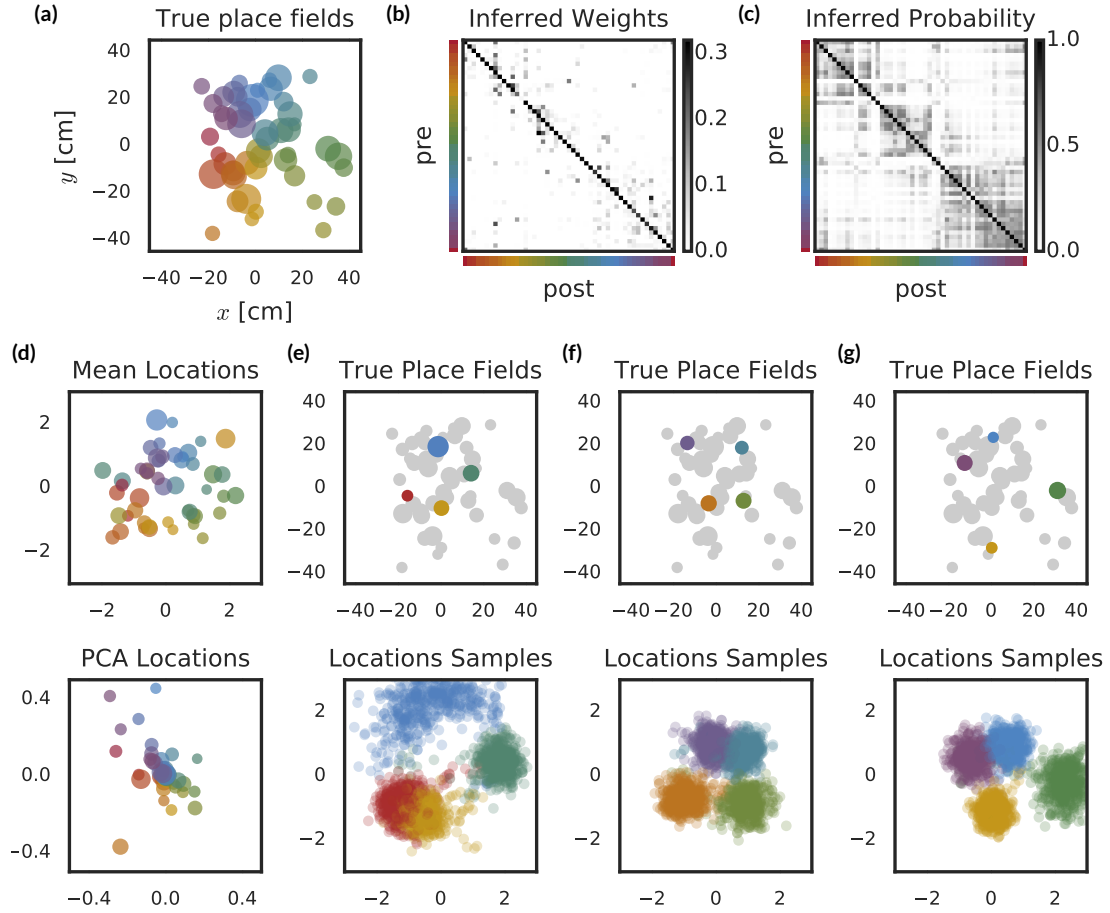 (a)
True place fields
40
20
0
−20
−40
y [cm]
−40 −20 0 20 40
x [cm]
(b)
Inferred Weights
pre
post
0.3
0.2
0.1
0.0
(c)
Inferred Probability
pre
post
1.0
0.5
0.0
(d)
Mean Locations
2
0
−2
−2 0 2
(e)
True Place Fields
40
20
0
−20
−40
−40 −20 0 20 40
(f)
True Place Fields
40
20
0
−20
−40
−40 −20 0 20 40
(g)
True Place Fields
40
20
0
−20
−40
−40 −20 0 20 40
PCA Locations
0.4
0.0
−0.4
−0.4 0.0 0.4
Locations Samples
2
0
−2
−2 0 2
Locations Samples
2
0
−2
−2 0 2
Locations Samples
2
0
−2
−2 0 2